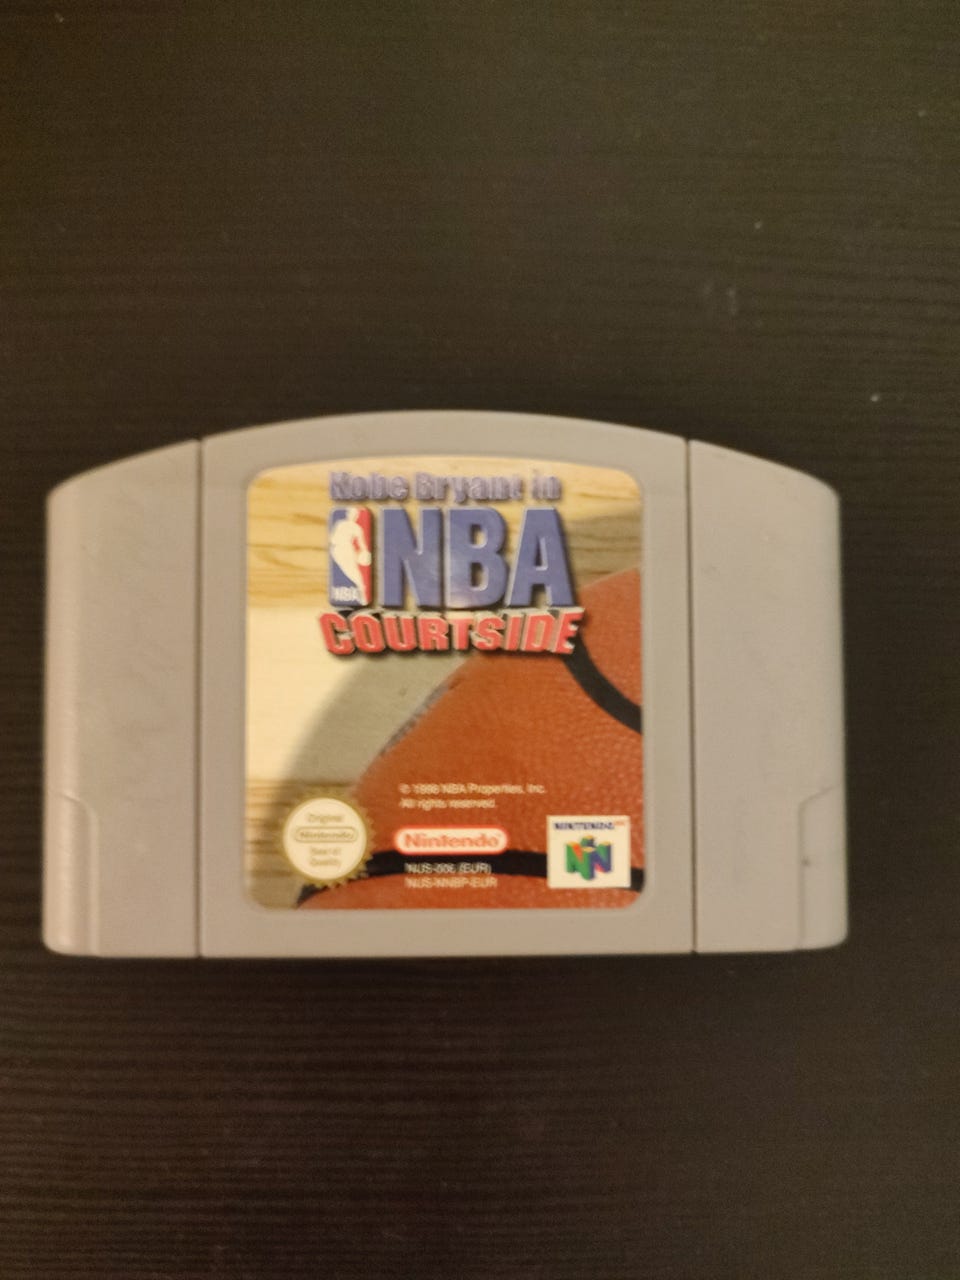 Kobe Bryant in
NBA
NBA
COURTSIDE
© 1998 NBA Properties, Inc.
All rights reserved.
Original
Nintendo
Seal of
Quality
Nintendo®
NUS-006 (EUR)
NUS-NNBP-EUR
NINTENDO 64